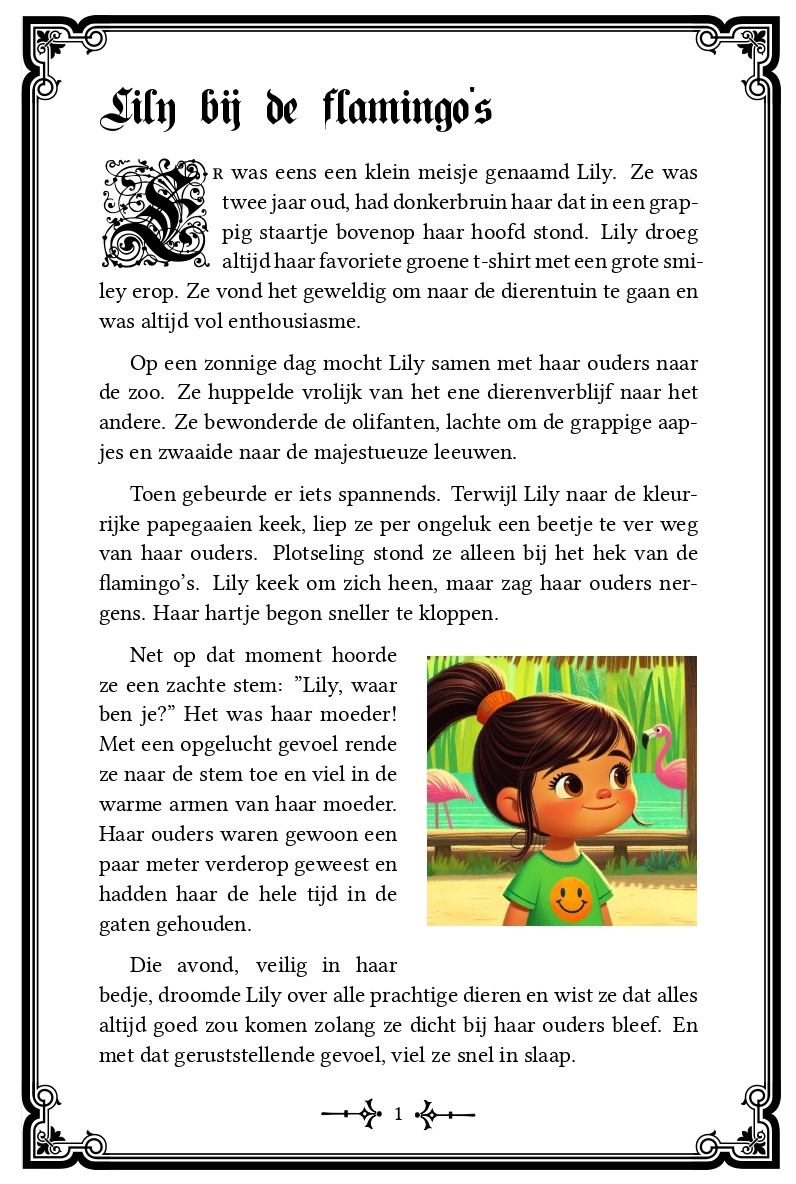 Lily bij de flamingo's
ER was eens een klein meisje genaamd Lily. Ze was
twee jaar oud, had donkerbruin haar dat in een grap-
pig staartje bovenop haar hoofd stond. Lily droeg
altijd haar favoriete groene t-shirt met een grote smi-
ley erop. Ze vond het geweldig om naar de dierentuin te gaan en
was altijd vol enthousiasme.
Op een zonnige dag mocht Lily samen met haar ouders naar
de zoo. Ze huppelde vrolijk van het ene dierenverblijf naar het
andere. Ze bewonderde de olifanten, lachte om de grappige aap-
jes en zwaaide naar de majestueuze leeuwen.
Toen gebeurde er iets spannends. Terwijl Lily naar de kleur-
rijke papegaaien keek, liep ze per ongeluk een beetje te ver weg
van haar ouders. Plotseling stond ze alleen bij het hek van de
flamingo’s. Lily keek om zich heen, maar zag haar ouders ner-
gens. Haar hartje begon sneller te kloppen.
Net op dat moment hoorde
ze een zachte stem: ”Lily, waar
ben je?” Het was haar moeder!
Met een opgelucht gevoel rende
ze naar de stem toe en viel in de
warme armen van haar moeder.
Haar ouders waren gewoon een
paar meter verderop geweest en
hadden haar de hele tijd in de
gaten gehouden.
Die avond, veilig in haar
bedje, droomde Lily over alle prachtige dieren en wist ze dat alles
altijd goed zou komen zolang ze dicht bij haar ouders bleef. En
met dat geruststellende gevoel, viel ze snel in slaap.
1